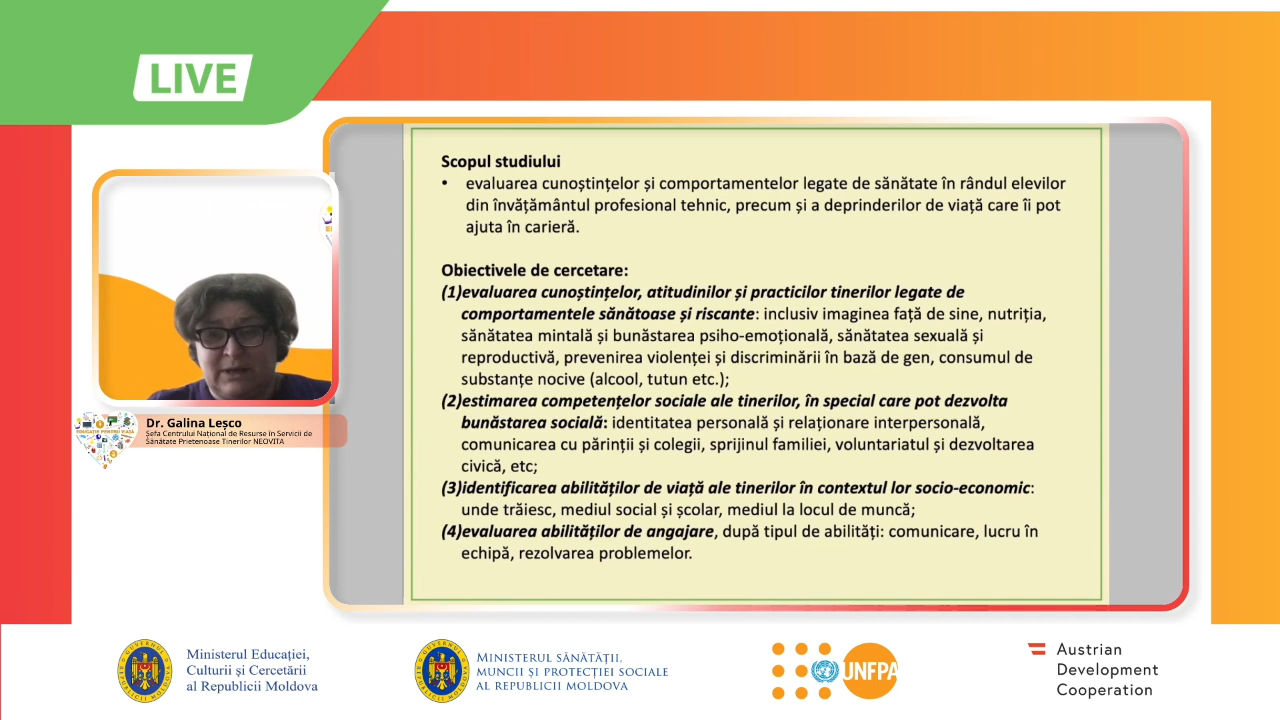 LIVE
Scopul studiului
• evaluarea cunoștințelor și comportamentelor legate de sănătate în rândul elevilor
din învățământul profesional tehnic, precum și a deprinderilor de viață care îi pot
ajuta în carieră.
Obiectivele de cercetare:
(1)evaluarea cunoștințelor, atitudinilor și practicilor tinerilor legate de
comportamentele sănătoase și riscante: inclusiv imaginea față de sine, nutriția,
sănătatea mintală și bunăstarea psiho-emoțională, sănătatea sexuală și
reproductivă, prevenirea violenței și discriminării în bază de gen, consumul de
substanțe nocive (alcool, tutun etc.);
(2)estimarea competențelor sociale ale tinerilor, în special care pot dezvolta
bunăstarea socială: identitatea personală și relaționare interpersonală,
comunicarea cu părinții și colegii, sprijinul familiei, voluntariatul și dezvoltarea
civică, etc;
(3)identificarea abilităților de viață ale tinerilor în contextul lor socio-economic:
unde trăiesc, mediul social și școlar, mediul la locul de muncă;
(4)evaluarea abilităților de angajare, după tipul de abilități: comunicare, lucru în
echipă, rezolvarea problemelor.
Dr. Galina Leșco
Șefa Centrului Național de Resurse în Servicii de
Sănătate Prietenoase Tinerilor NEOVITA
EDUCAȚIE PENTRU VIAȚĂ
Ministerul Educației,
Culturii și Cercetării
al Republicii Moldova
MINISTERUL SĂNĂTĂȚII,
MUNCII ȘI PROTECȚIEI SOCIALE
AL REPUBLICII MOLDOVA
UNFPA
Austrian
Development
Cooperation